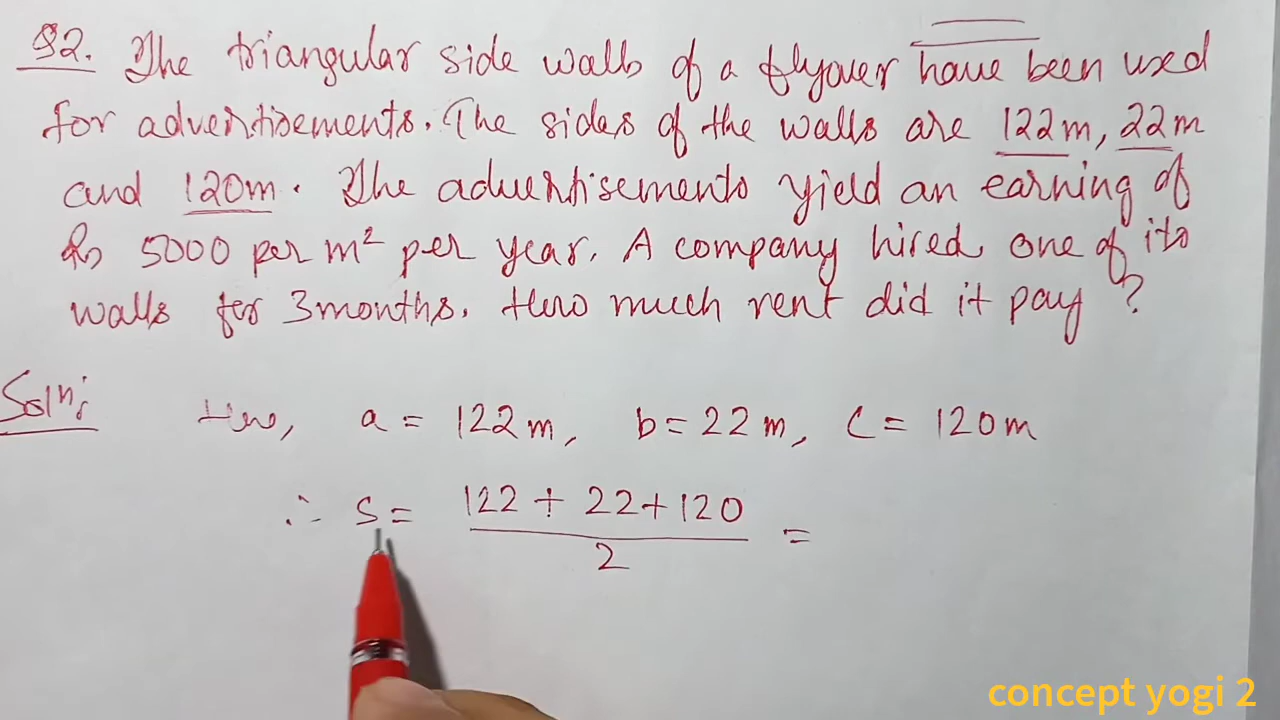 Q2. The triangular side walls of a flyover have been used
for advertisements. The sides of the walls are 122m, 22m
and 120m. The advertisements yield an earning of
Rs 5000 per m² per year. A company hired one of its
walls for 3 months. How much rent did it pay ?
Soln: Here, a = 122m, b = 22m, c = 120m
∴ s = (122 + 22 + 120)/2 =
concept yogi 2